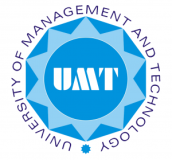 UNIVERSITY OF MANAGEMENT AND TECHNOLOGY
UMT